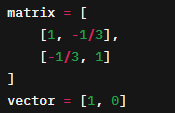 matrix = [
    [1, -1/3],
    [-1/3, 1]
]
vector = [1, 0]